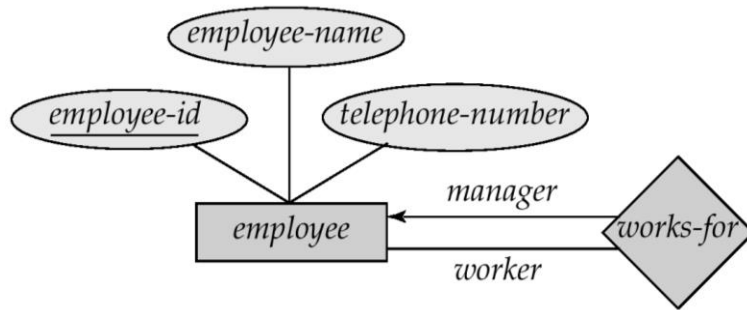 employee-name
employee-id
telephone-number
manager
employee
works-for
worker